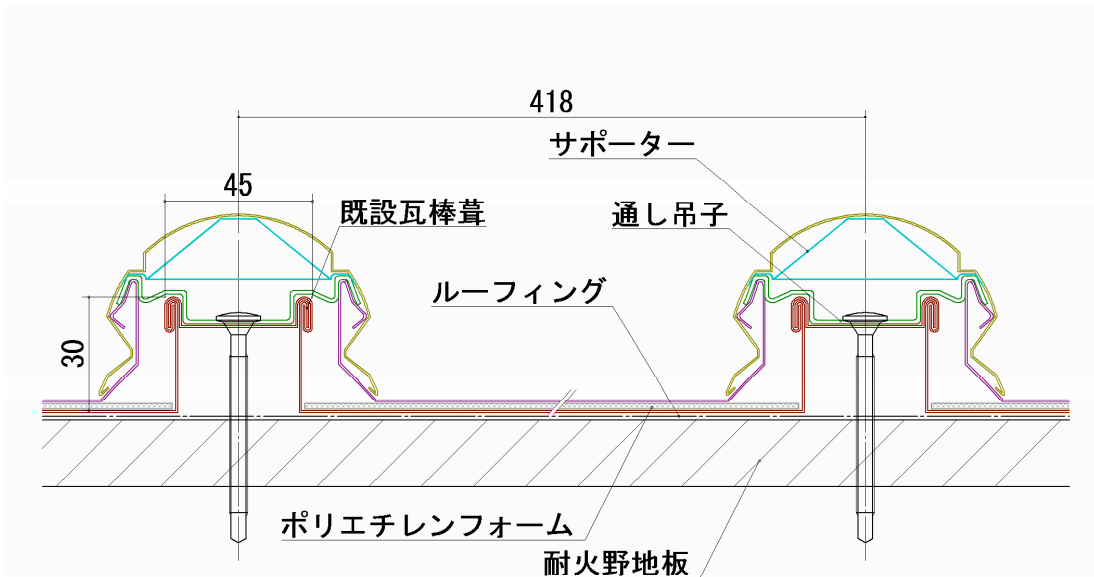 418
サポーター
45
既設瓦棒葺
通し吊子
ルーフィング
30
ポリエチレンフォーム
耐火野地板